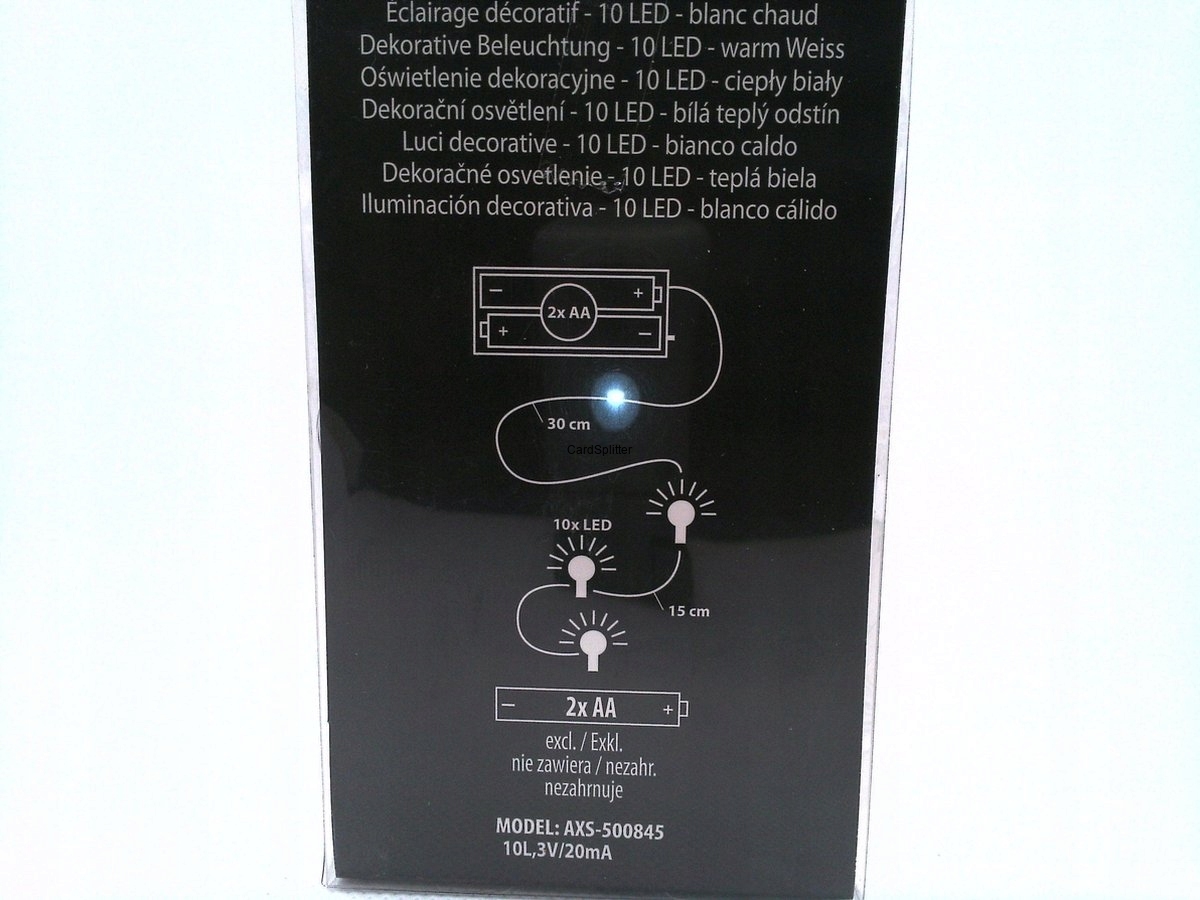 Éclairage décoratif - 10 LED - blanc chaud
Dekorative Beleuchtung - 10 LED - warm Weiss
Oświetlenie dekoracyjne - 10 LED - ciepły biały
Dekorační osvětlení - 10 LED - bílá teplý odstín
Luci decorative - 10 LED - bianco caldo
Dekoračné osvetlenie - 10 LED - teplá biela
Iluminación decorativa - 10 LED - blanco cálido
− +
2x AA
+ −
30 cm
CardSplitter
10x LED
15 cm
− 2x AA +
excl. / Exkl.
nie zawiera / nezahr.
nezahrnuje
MODEL: AXS-500845
10L,3V/20mA